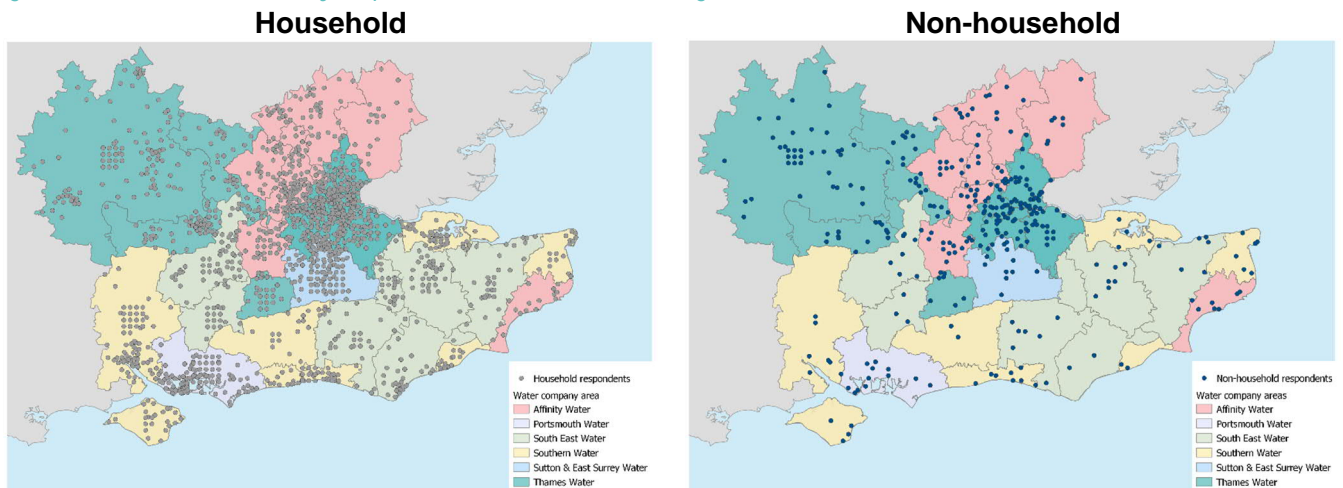 Household
Household respondents
Water company area
Affinity Water
Portsmouth Water
South East Water
Southern Water
Sutton & East Surrey Water
Thames Water
Non-household
Non-household respondents
Water company areas
Affinity Water
Portsmouth Water
South East Water
Southern Water
Sutton & East Surrey Water
Thames Water